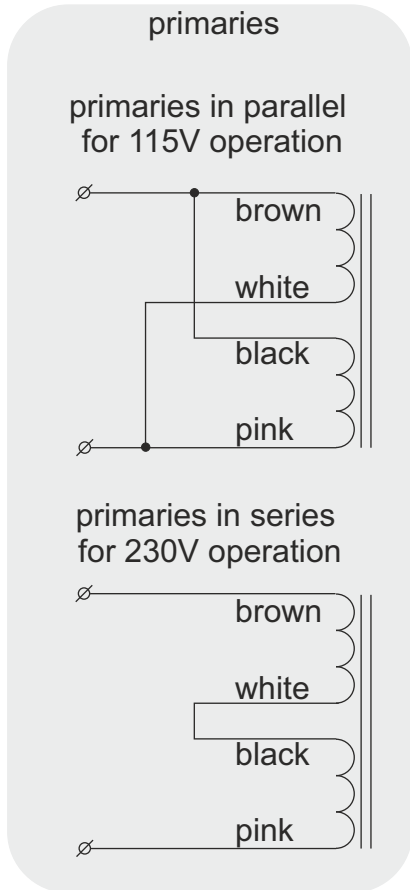 primaries
primaries in parallel
for 115V operation
brown
white
black
pink
primaries in series
for 230V operation
brown
white
black
pink